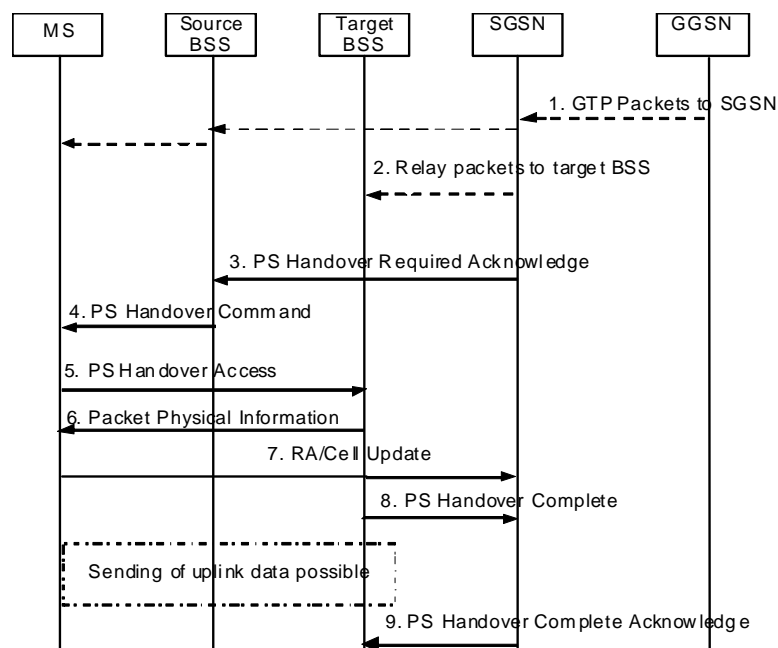 MS
Source
BSS
Target
BSS
SGSN
GGSN
1. GTP Packets to SGSN
2. Relay packets to target BSS
3. PS Handover Required Acknowledge
4. PS Handover Command
5. PS Handover Access
6. Packet Physical Information
7. RA/Cell Update
8. PS Handover Complete
Sending of uplink data possible
9. PS Handover Complete Acknowledge